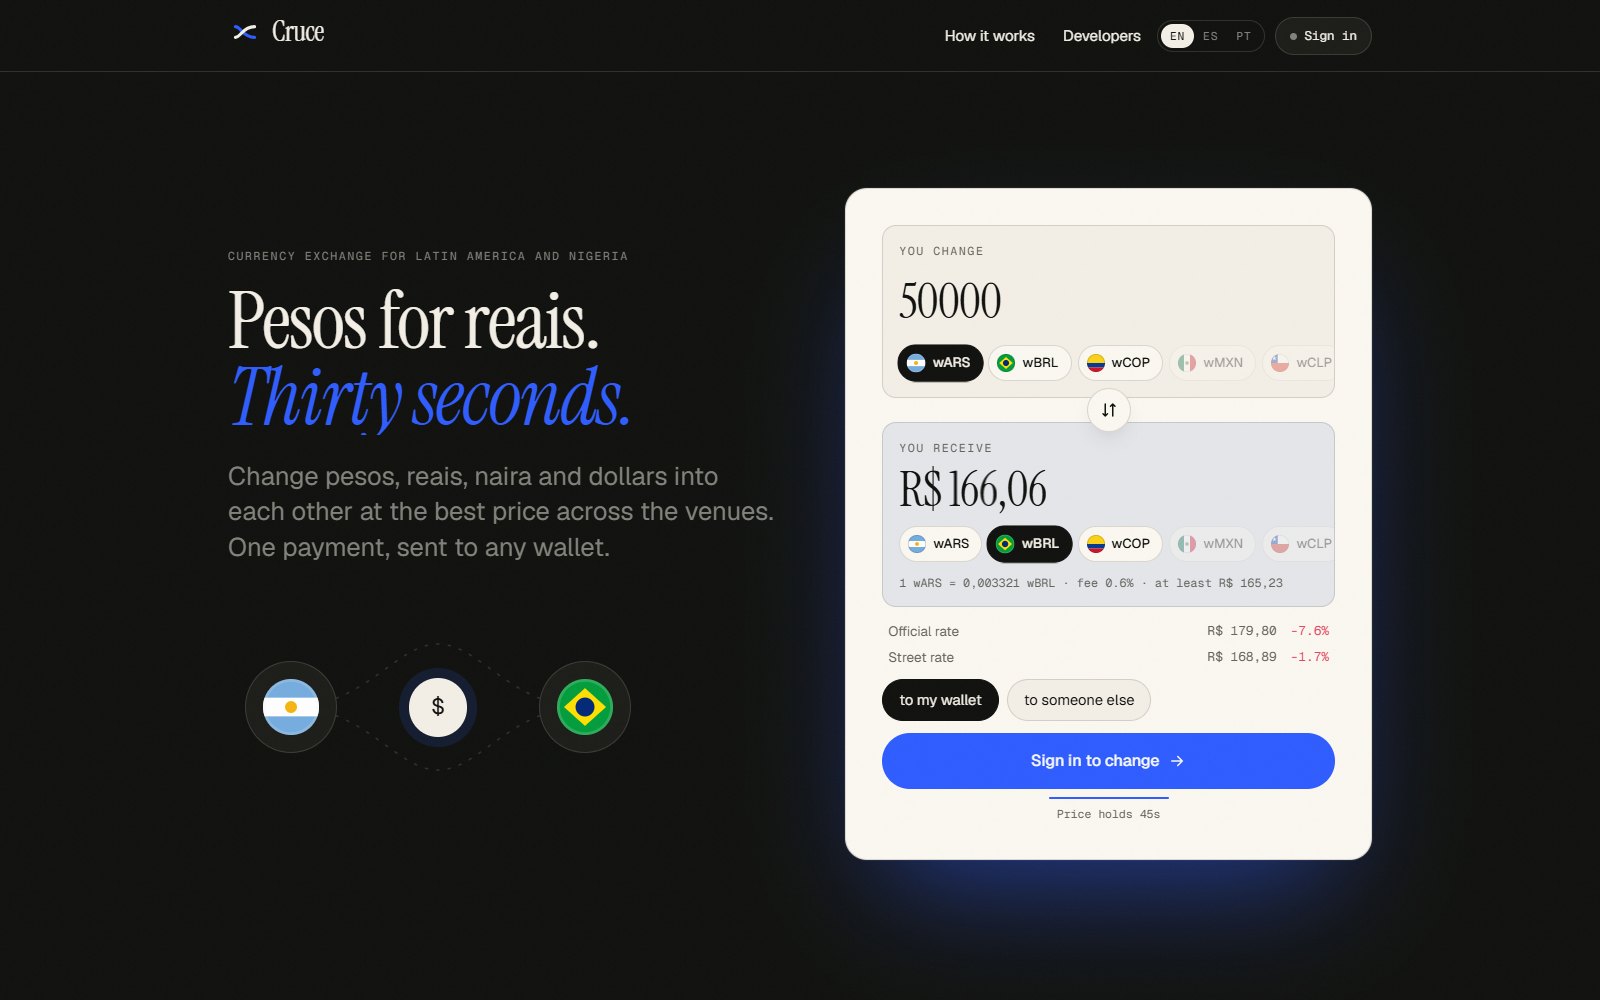 Cruce
How it works
Developers
EN ES PT
Sign in
CURRENCY EXCHANGE FOR LATIN AMERICA AND NIGERIA
Pesos for reais.
Thirty seconds.
Change pesos, reais, naira and dollars into
each other at the best price across the venues.
One payment, sent to any wallet.
$
YOU CHANGE
50000
wARS wBRL wCOP wMXN wCLP
YOU RECEIVE
R$ 166,06
wARS wBRL wCOP wMXN wCLP
1 wARS = 0,003321 wBRL · fee 0.6% · at least R$ 165,23
Official rate R$ 179,80 -7.6%
Street rate R$ 168,89 -1.7%
to my wallet to someone else
Sign in to change →
Price holds 45s